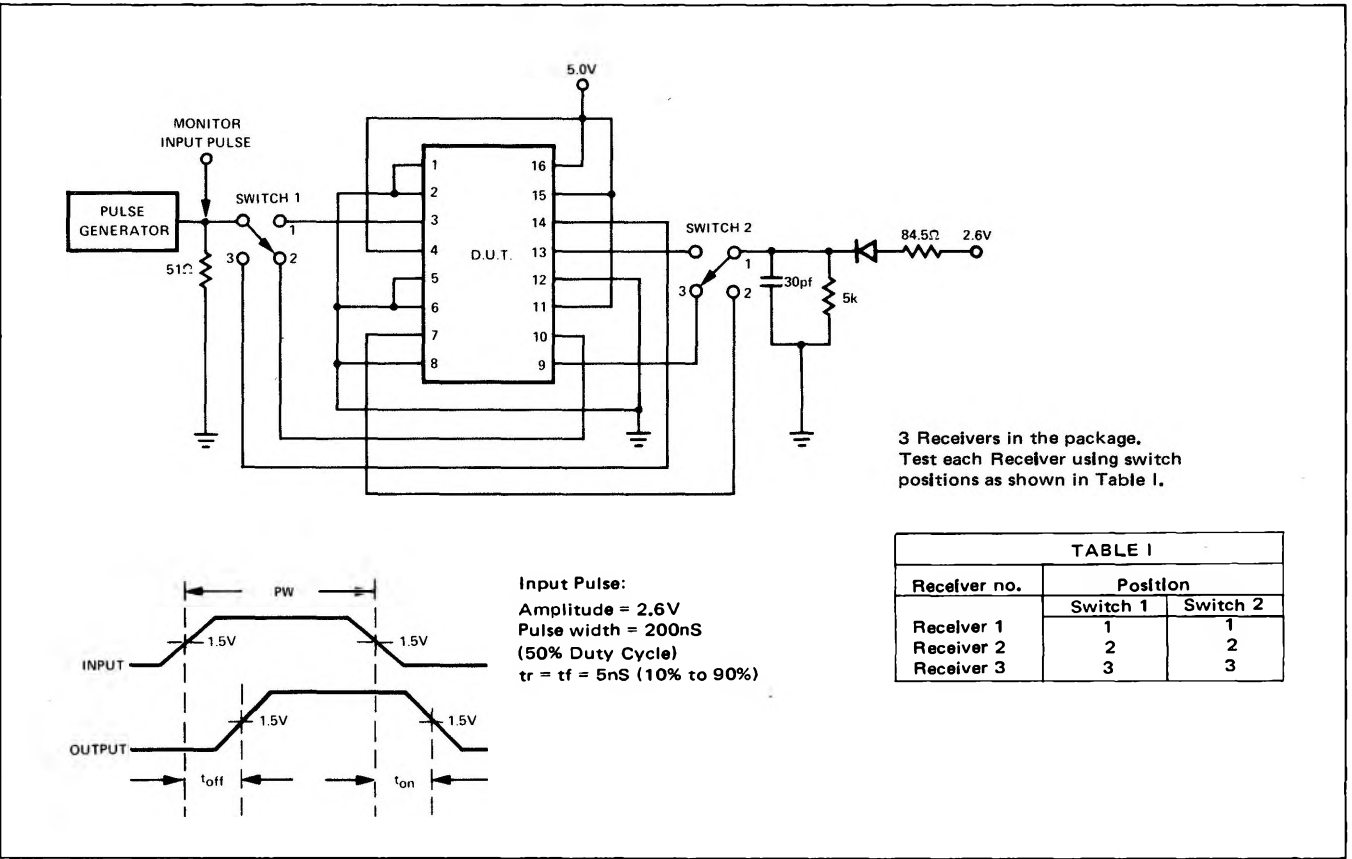 5.0V
MONITOR
INPUT PULSE
PULSE
GENERATOR
SWITCH 1
1
2
3
51Ω
1
2
3
4
5
6
7
8
D.U.T.
16
15
14
13
12
11
10
9
SWITCH 2
1
3
2
30pf
5k
84.5Ω
2.6V
3 Receivers in the package.
Test each Receiver using switch
positions as shown in Table I.
TABLE I
Receiver no. Position
Switch 1 Switch 2
Receiver 1 1 1
Receiver 2 2 2
Receiver 3 3 3
PW
1.5V
1.5V
INPUT
1.5V
1.5V
OUTPUT
toff
ton
Input Pulse:
Amplitude = 2.6V
Pulse width = 200nS
(50% Duty Cycle)
tr = tf = 5nS (10% to 90%)